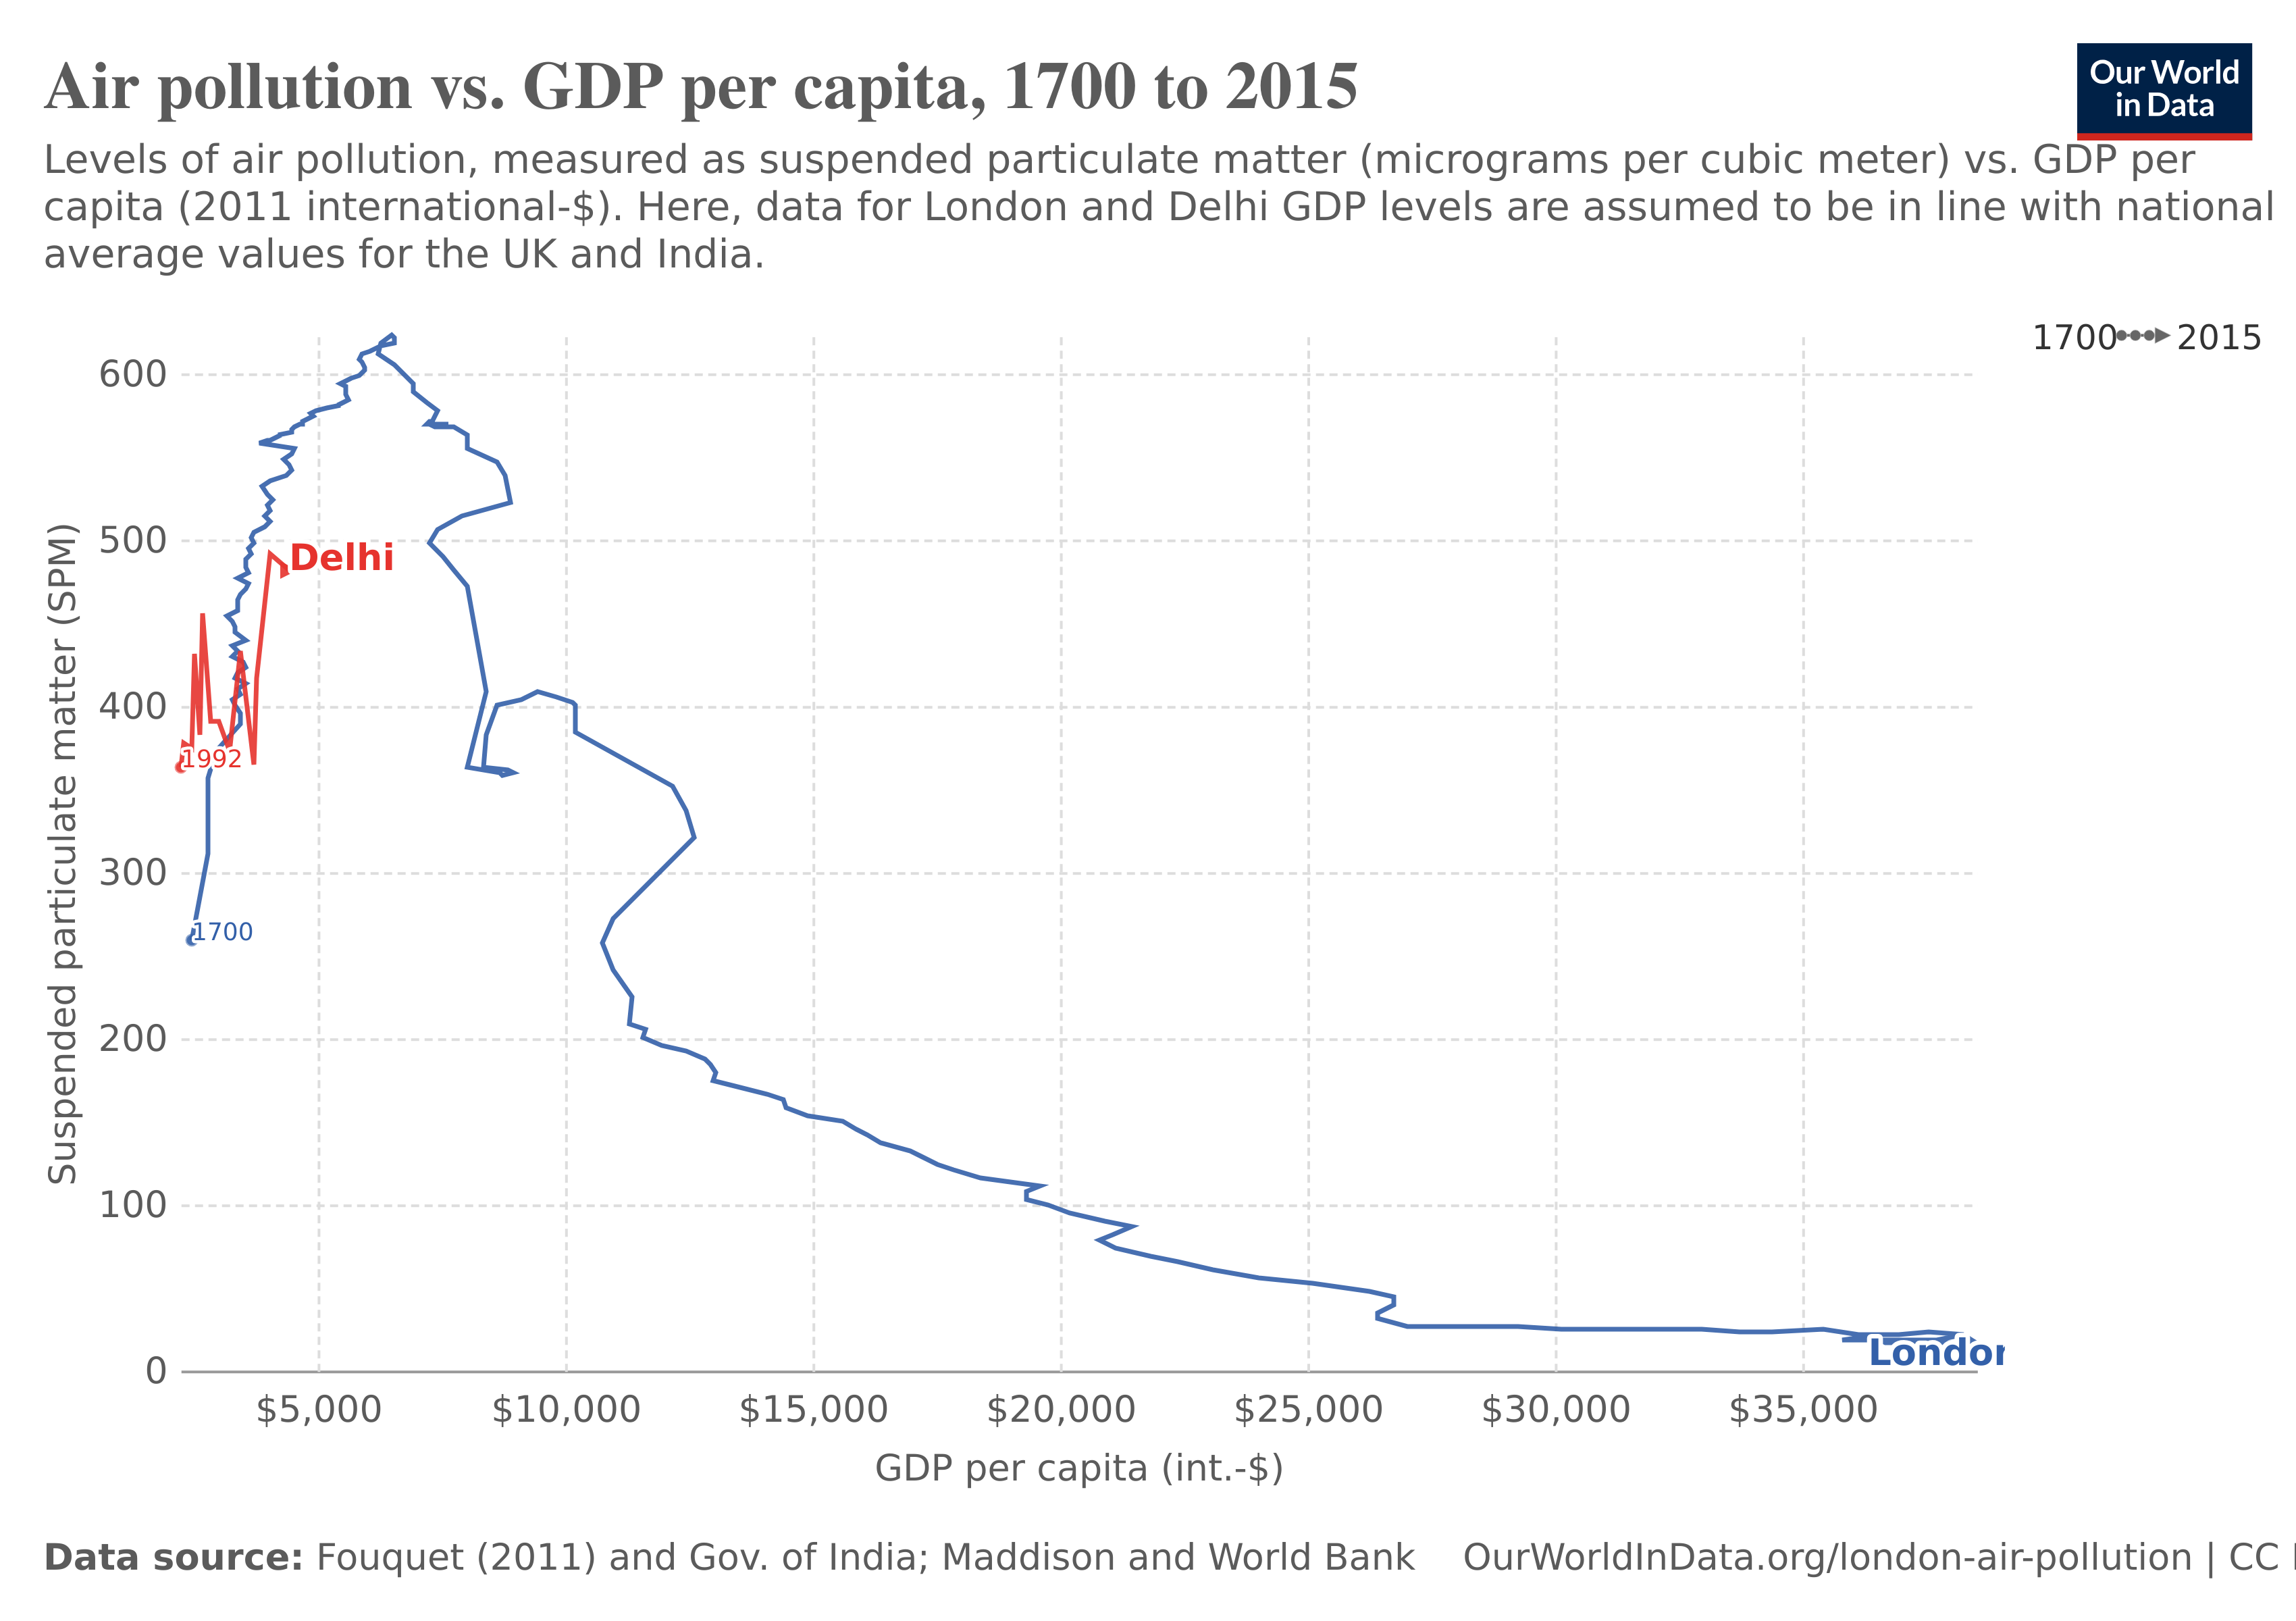 Air pollution vs. GDP per capita, 1700 to 2015
Our World
in Data
Levels of air pollution, measured as suspended particulate matter (micrograms per cubic meter) vs. GDP per
capita (2011 international-$). Here, data for London and Delhi GDP levels are assumed to be in line with national
average values for the UK and India.
1700 2015
Suspended particulate matter (SPM)
600
500
400
300
200
100
0
Delhi
1992
1700
London
$5,000 $10,000 $15,000 $20,000 $25,000 $30,000 $35,000
GDP per capita (int.-$)
Data source: Fouquet (2011) and Gov. of India; Maddison and World Bank OurWorldInData.org/london-air-pollution | CC